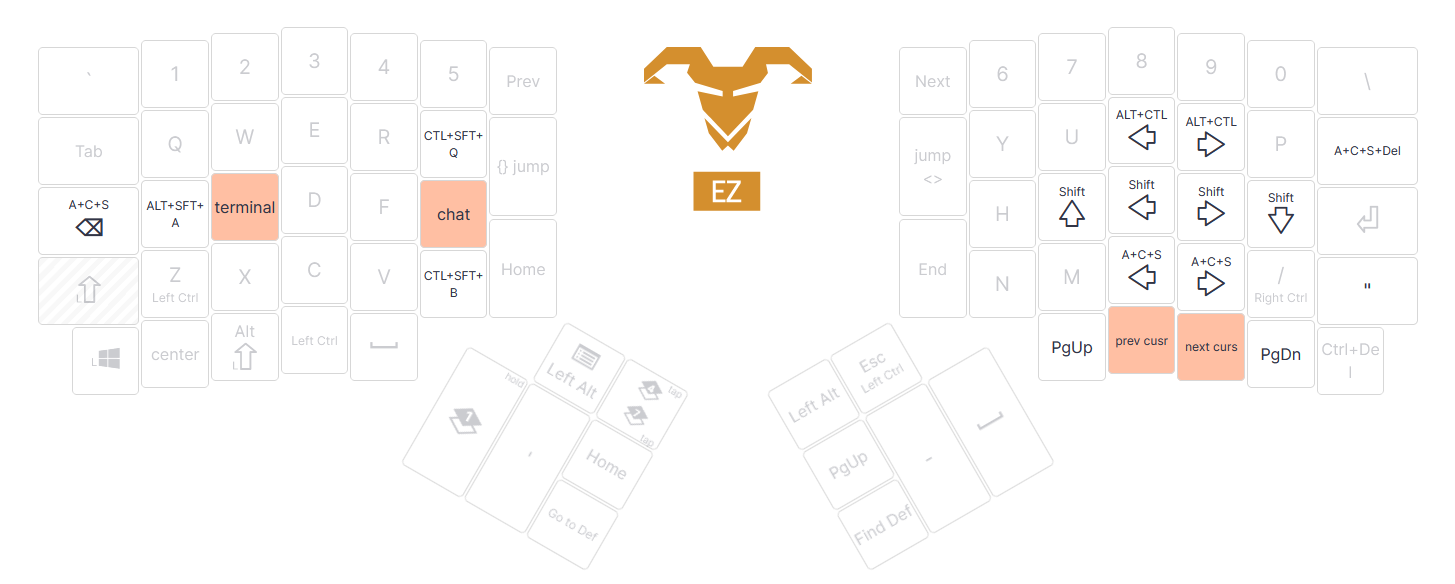 `
1
2
3
4
5
Prev
Next
6
7
8
9
0
\
Tab
Q
W
E
R
CTL+SFT+
Q
{} jump
jump
<>
Y
U
ALT+CTL
ALT+CTL
P
A+C+S+Del
A+C+S
ALT+SFT+
A
terminal
D
F
chat
EZ
H
Shift
Shift
Shift
Shift
L
Z
Left Ctrl
X
C
V
CTL+SFT+
B
Home
End
N
M
A+C+S
A+C+S
/
Right Ctrl
"
L
center
Alt
L
Left Ctrl
PgUp
prev cusr
next curs
PgDn
Ctrl+De
l
1
hold
Left Alt
4
tap
2
tap
'
Home
Go to Def
Left Alt
Esc
Left Ctrl
PgUp
-
Find Def